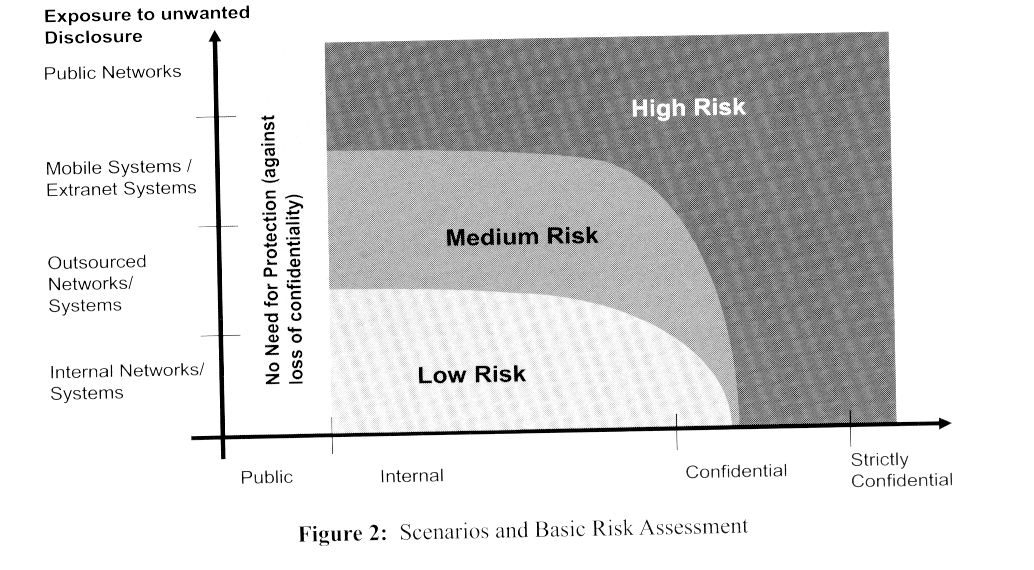 Exposure to unwanted
Disclosure
Public Networks
Mobile Systems /
Extranet Systems
Outsourced
Networks/
Systems
Internal Networks/
Systems
No Need for Protection (against
loss of confidentiality)
High Risk
Medium Risk
Low Risk
Public
Internal
Confidential
Strictly
Confidential
Figure 2: Scenarios and Basic Risk Assessment